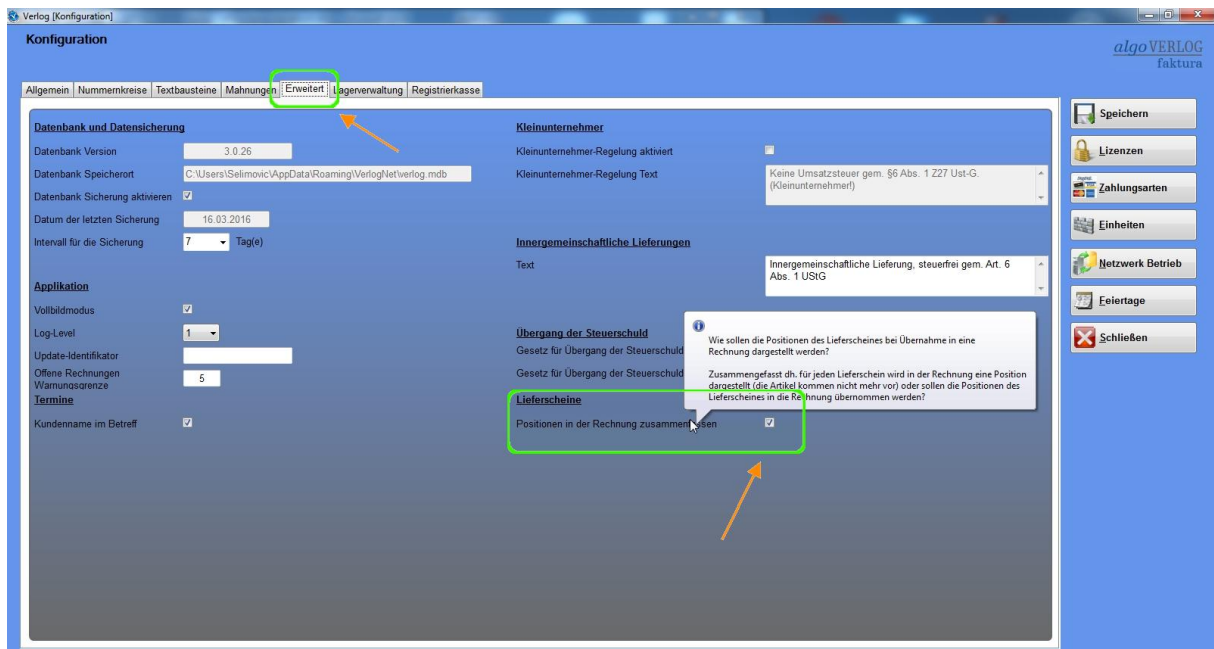 Verlog [Konfiguration]
Konfiguration
algoVERLOG
faktura
Allgemein
Nummernkreise
Textbausteine
Mahnungen
Erweitert
Lagerverwaltung
Registrierkasse
Datenbank und Datensicherung
Datenbank Version 3.0.26
Datenbank Speicherort C:\Users\Selimovic\AppData\Roaming\VerlogNet\verlog.mdb
Datenbank Sicherung aktivieren
Datum der letzten Sicherung 16.03.2016
Intervall für die Sicherung 7 Tag(e)
Applikation
Vollbildmodus
Log-Level 1
Update-Identifikator
Offene Rechnungen
Warnungsgrenze 5
Termine
Kundenname im Betreff
Kleinunternehmer
Kleinunternehmer-Regelung aktiviert
Kleinunternehmer-Regelung Text
Keine Umsatzsteuer gem. §6 Abs. 1 Z27 Ust-G.
(Kleinunternehmer!)
Innergemeinschaftliche Lieferungen
Text
Innergemeinschaftliche Lieferung, steuerfrei gem. Art. 6
Abs. 1 UStG
Übergang der Steuerschuld
Gesetz für Übergang der Steuerschuld
Gesetz für Übergang der Steuerschuld
Wie sollen die Positionen des Lieferscheines bei Übernahme in eine
Rechnung dargestellt werden?
Zusammengefasst dh. für jeden Lieferschein wird in der Rechnung eine Position
dargestellt (die Artikel kommen nicht mehr vor) oder sollen die Positionen des
Lieferscheines in die Rechnung übernommen werden?
Lieferscheine
Positionen in der Rechnung zusammenfassen
Speichern
Lizenzen
Zahlungsarten
Einheiten
Netzwerk Betrieb
Feiertage
Schließen